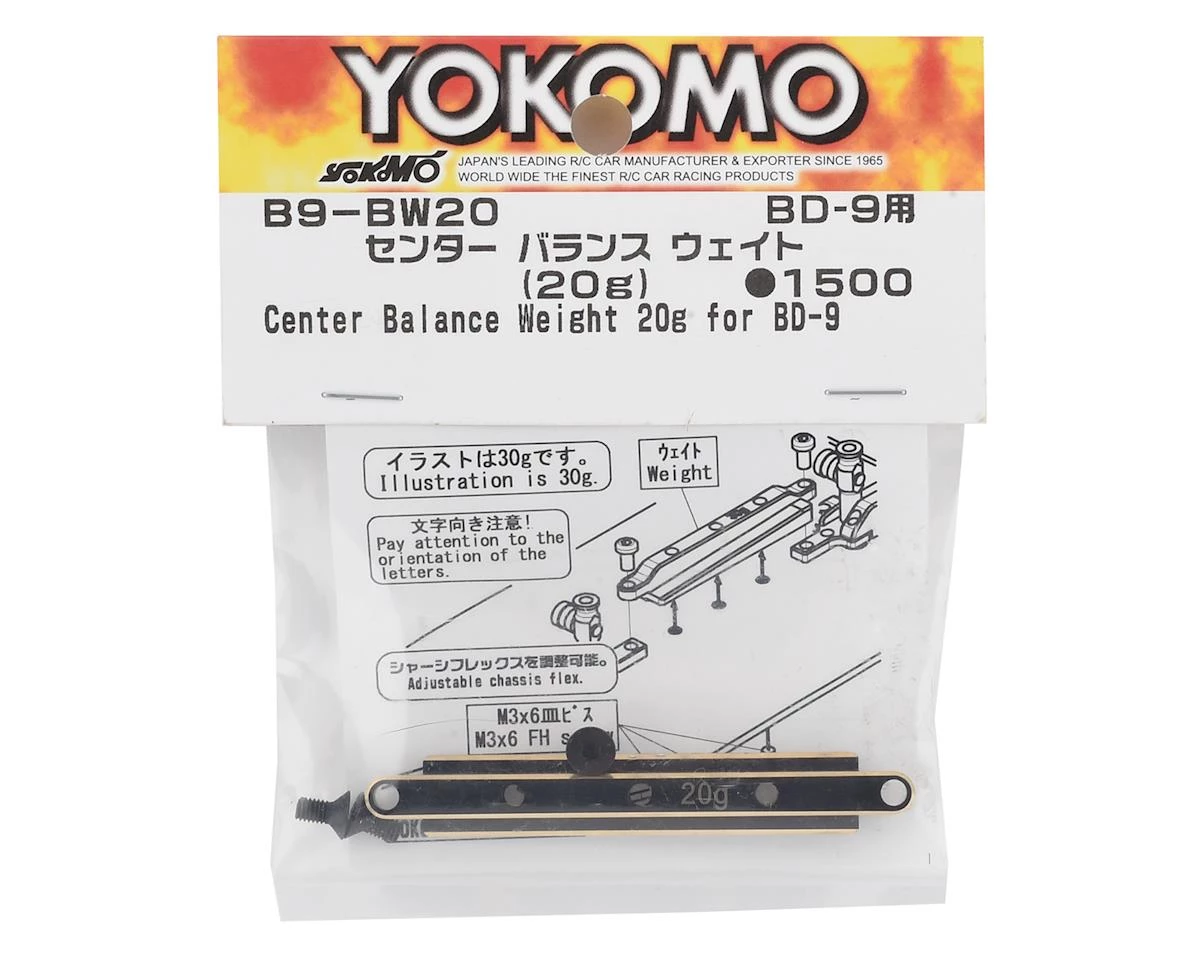 YOKOMO
YOKOMO
JAPAN'S LEADING R/C CAR MANUFACTURER & EXPORTER SINCE 1965
WORLD WIDE THE FINEST R/C CAR RACING PRODUCTS
B9-BW20 BD-9用
センター バランス ウェイト
(20g) ●1500
Center Balance Weight 20g for BD-9
イラストは30gです。
Illustration is 30g.
ウェイト
Weight
文字向き注意!
Pay attention to the
orientation of the
letters.
シャーシフレックスを調整可能。
Adjustable chassis flex.
M3x6皿ビス
M3x6 FH
20g